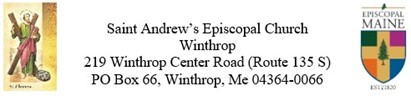 Saint Andrew's Episcopal Church
Winthrop
219 Winthrop Center Road (Route 135 S)
PO Box 66, Winthrop, Me 04364-0066
EPISCOPAL
MAINE
EST 1820